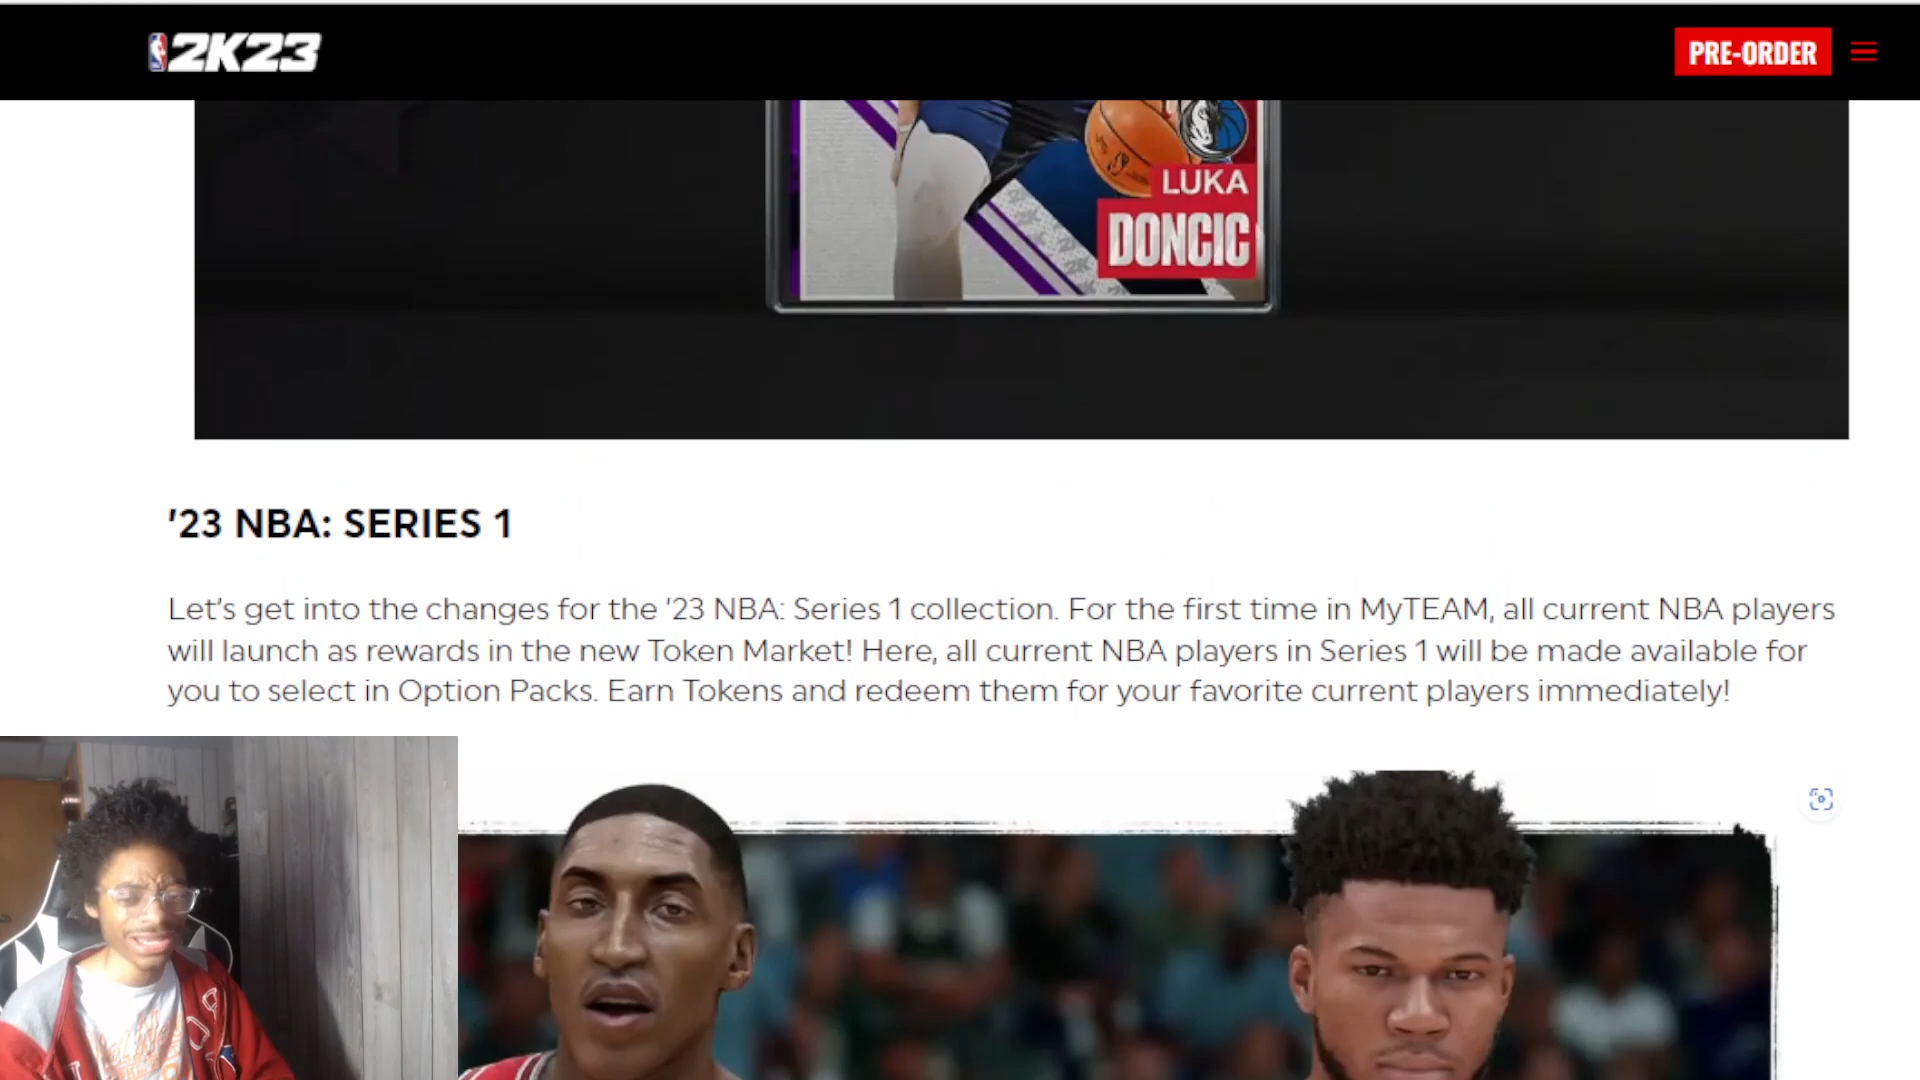 2K23
PRE-ORDER
LUKA
DONCIC
'23 NBA: SERIES 1
Let's get into the changes for the '23 NBA: Series 1 collection. For the first time in MyTEAM, all current NBA players
will launch as rewards in the new Token Market! Here, all current NBA players in Series 1 will be made available for
you to select in Option Packs. Earn Tokens and redeem them for your favorite current players immediately!